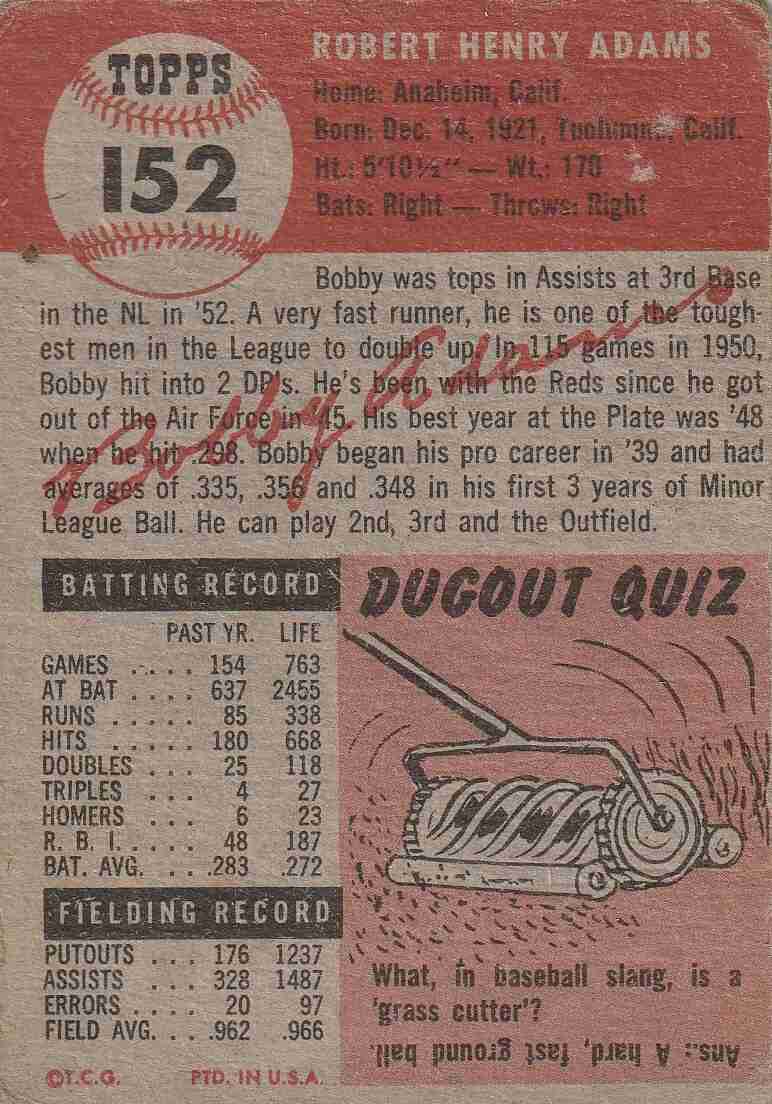 TOPPS
152
ROBERT HENRY ADAMS
Home: Anaheim, Calif.
Born: Dec. 14, 1921, Tuolumne, Calif.
Ht.: 5'10½" — Wt.: 170
Bats: Right — Throws: Right
Bobby was tops in Assists at 3rd Base
in the NL in '52. A very fast runner, he is one of the tough-
est men in the League to double up. In 115 games in 1950,
Bobby hit into 2 DP's. He's been with the Reds since he got
out of the Air Force in '45. His best year at the Plate was '48
when he hit .298. Bobby began his pro career in '39 and had
averages of .335, .356 and .348 in his first 3 years of Minor
League Ball. He can play 2nd, 3rd and the Outfield.
Bobby Adams
BATTING RECORD
PAST YR. LIFE
GAMES ..... 154 763
AT BAT .... 637 2455
RUNS ..... 85 338
HITS ..... 180 668
DOUBLES ... 25 118
TRIPLES ... 4 27
HOMERS ... 6 23
R. B. I. .... 48 187
BAT. AVG. ... .283 .272
FIELDING RECORD
PUTOUTS ... 176 1237
ASSISTS .... 328 1487
ERRORS .... 20 97
FIELD AVG. ... .962 .966
©T.C.G. PTD. IN U.S.A.
DUGOUT QUIZ
What, in baseball slang, is a
'grass cutter'?
Ans.: A hard, fast ground ball.